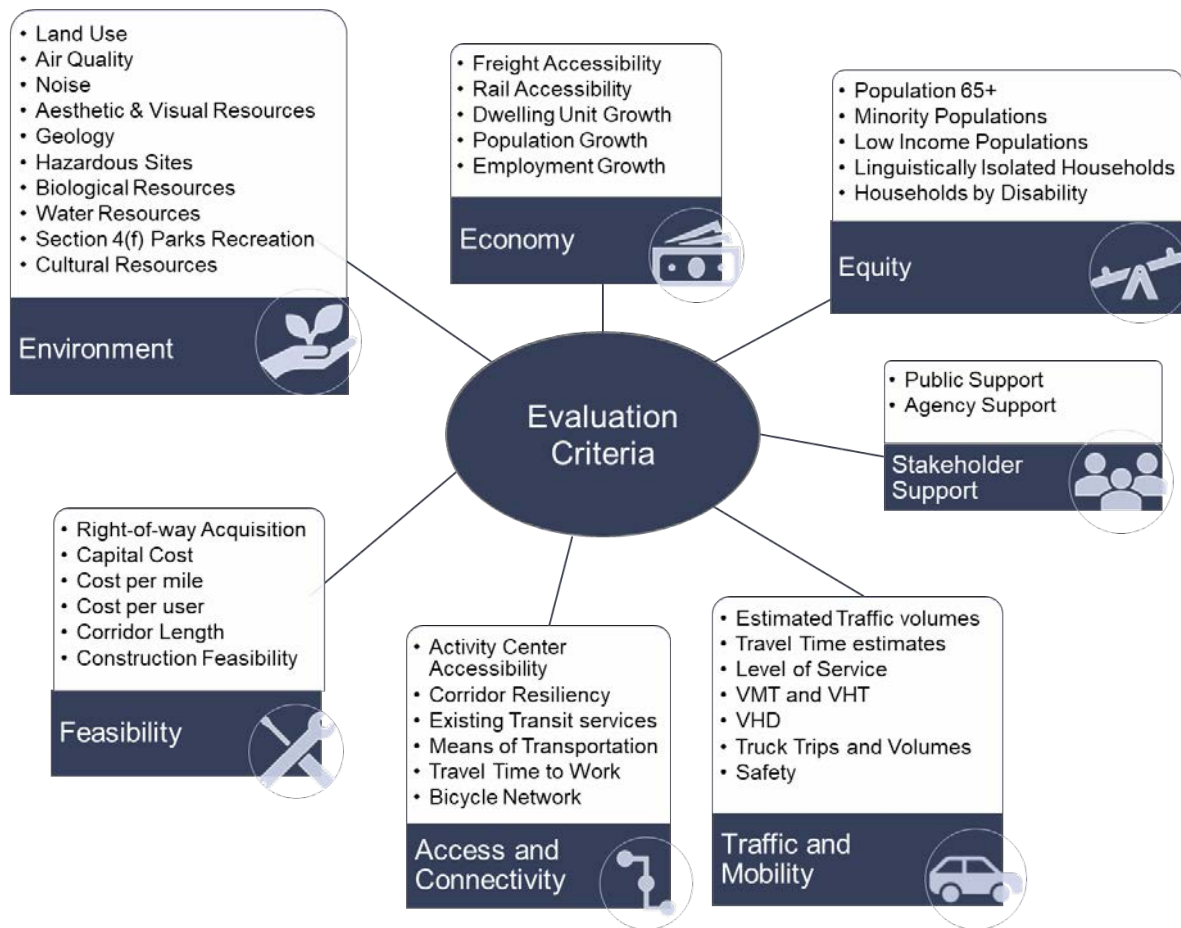 • Land Use
• Air Quality
• Noise
• Aesthetic & Visual Resources
• Geology
• Hazardous Sites
• Biological Resources
• Water Resources
• Section 4(f) Parks Recreation
• Cultural Resources
Environment
• Freight Accessibility
• Rail Accessibility
• Dwelling Unit Growth
• Population Growth
• Employment Growth
Economy
• Population 65+
• Minority Populations
• Low Income Populations
• Linguistically Isolated Households
• Households by Disability
Equity
Evaluation
Criteria
• Public Support
• Agency Support
Stakeholder
Support
• Right-of-way Acquisition
• Capital Cost
• Cost per mile
• Cost per user
• Corridor Length
• Construction Feasibility
Feasibility
• Activity Center
Accessibility
• Corridor Resiliency
• Existing Transit services
• Means of Transportation
• Travel Time to Work
• Bicycle Network
Access and
Connectivity
• Estimated Traffic volumes
• Travel Time estimates
• Level of Service
• VMT and VHT
• VHD
• Truck Trips and Volumes
• Safety
Traffic and
Mobility